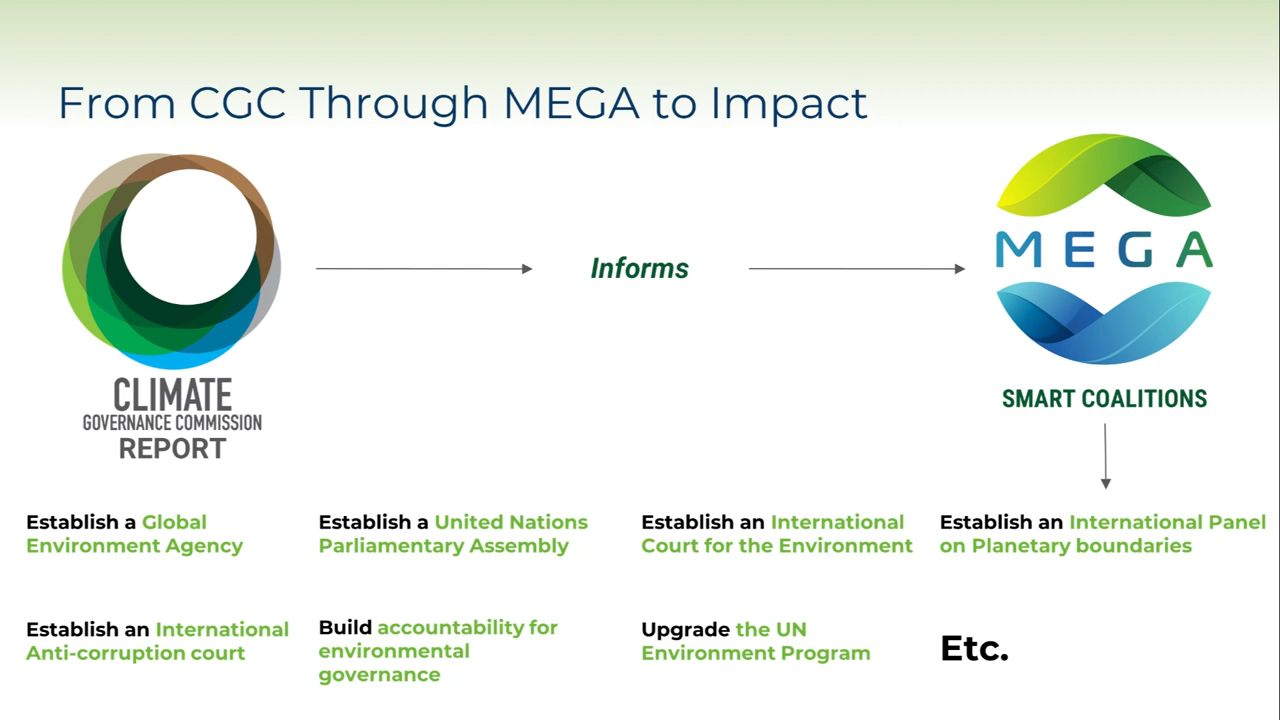 From CGC Through MEGA to Impact
CLIMATE
GOVERNANCE COMMISSION
REPORT
Informs
MEGA
SMART COALITIONS
Establish a Global
Environment Agency
Establish a United Nations
Parliamentary Assembly
Establish an International
Court for the Environment
Establish an International Panel
on Planetary boundaries
Establish an International
Anti-corruption court
Build accountability for
environmental
governance
Upgrade the UN
Environment Program
Etc.